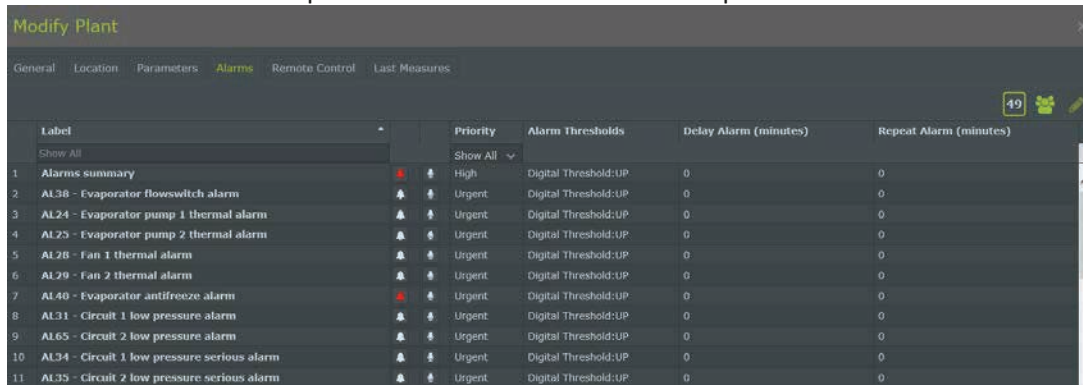 Modify Plant
General Location Parameters Alarms Remote Control Last Measures
49
Label Priority Alarm Thresholds Delay Alarm (minutes) Repeat Alarm (minutes)
Show All Show All
1 Alarms summary High Digital Threshold:UP 0 0
2 AL38 - Evaporator flowswitch alarm Urgent Digital Threshold:UP 0 0
3 AL24 - Evaporator pump 1 thermal alarm Urgent Digital Threshold:UP 0 0
4 AL25 - Evaporator pump 2 thermal alarm Urgent Digital Threshold:UP 0 0
5 AL28 - Fan 1 thermal alarm Urgent Digital Threshold:UP 0 0
6 AL29 - Fan 2 thermal alarm Urgent Digital Threshold:UP 0 0
7 AL40 - Evaporator antifreeze alarm Urgent Digital Threshold:UP 0 0
8 AL31 - Circuit 1 low pressure alarm Urgent Digital Threshold:UP 0 0
9 AL65 - Circuit 2 low pressure alarm Urgent Digital Threshold:UP 0 0
10 AL34 - Circuit 1 low pressure serious alarm Urgent Digital Threshold:UP 0 0
11 AL35 - Circuit 2 low pressure serious alarm Urgent Digital Threshold:UP 0 0